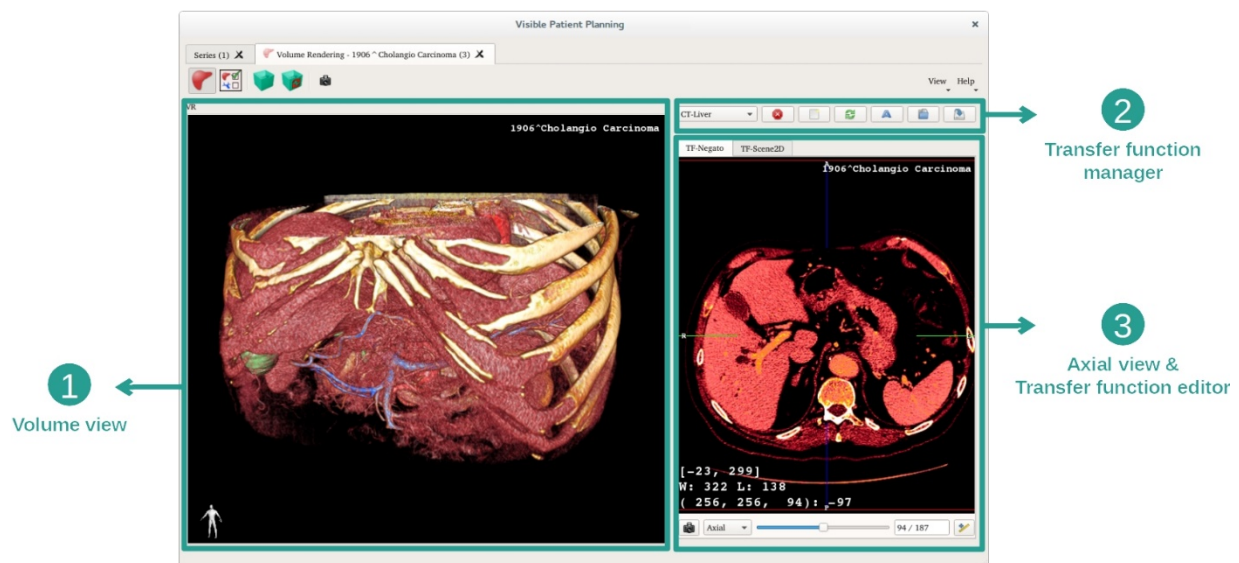 Visible Patient Planning
Series (1)
Volume Rendering - 1906 ^ Cholangio Carcinoma (3)
View
Help
VR
1906^Cholangio Carcinoma
CT-Liver
TF-Negato
TF-Scene2D
1906^Cholangio Carcinoma
[-23, 299]
W: 322 L: 138
( 256, 256,  94): -97
Axial
94 / 187
1
Volume view
2
Transfer function
manager
3
Axial view &
Transfer function editor